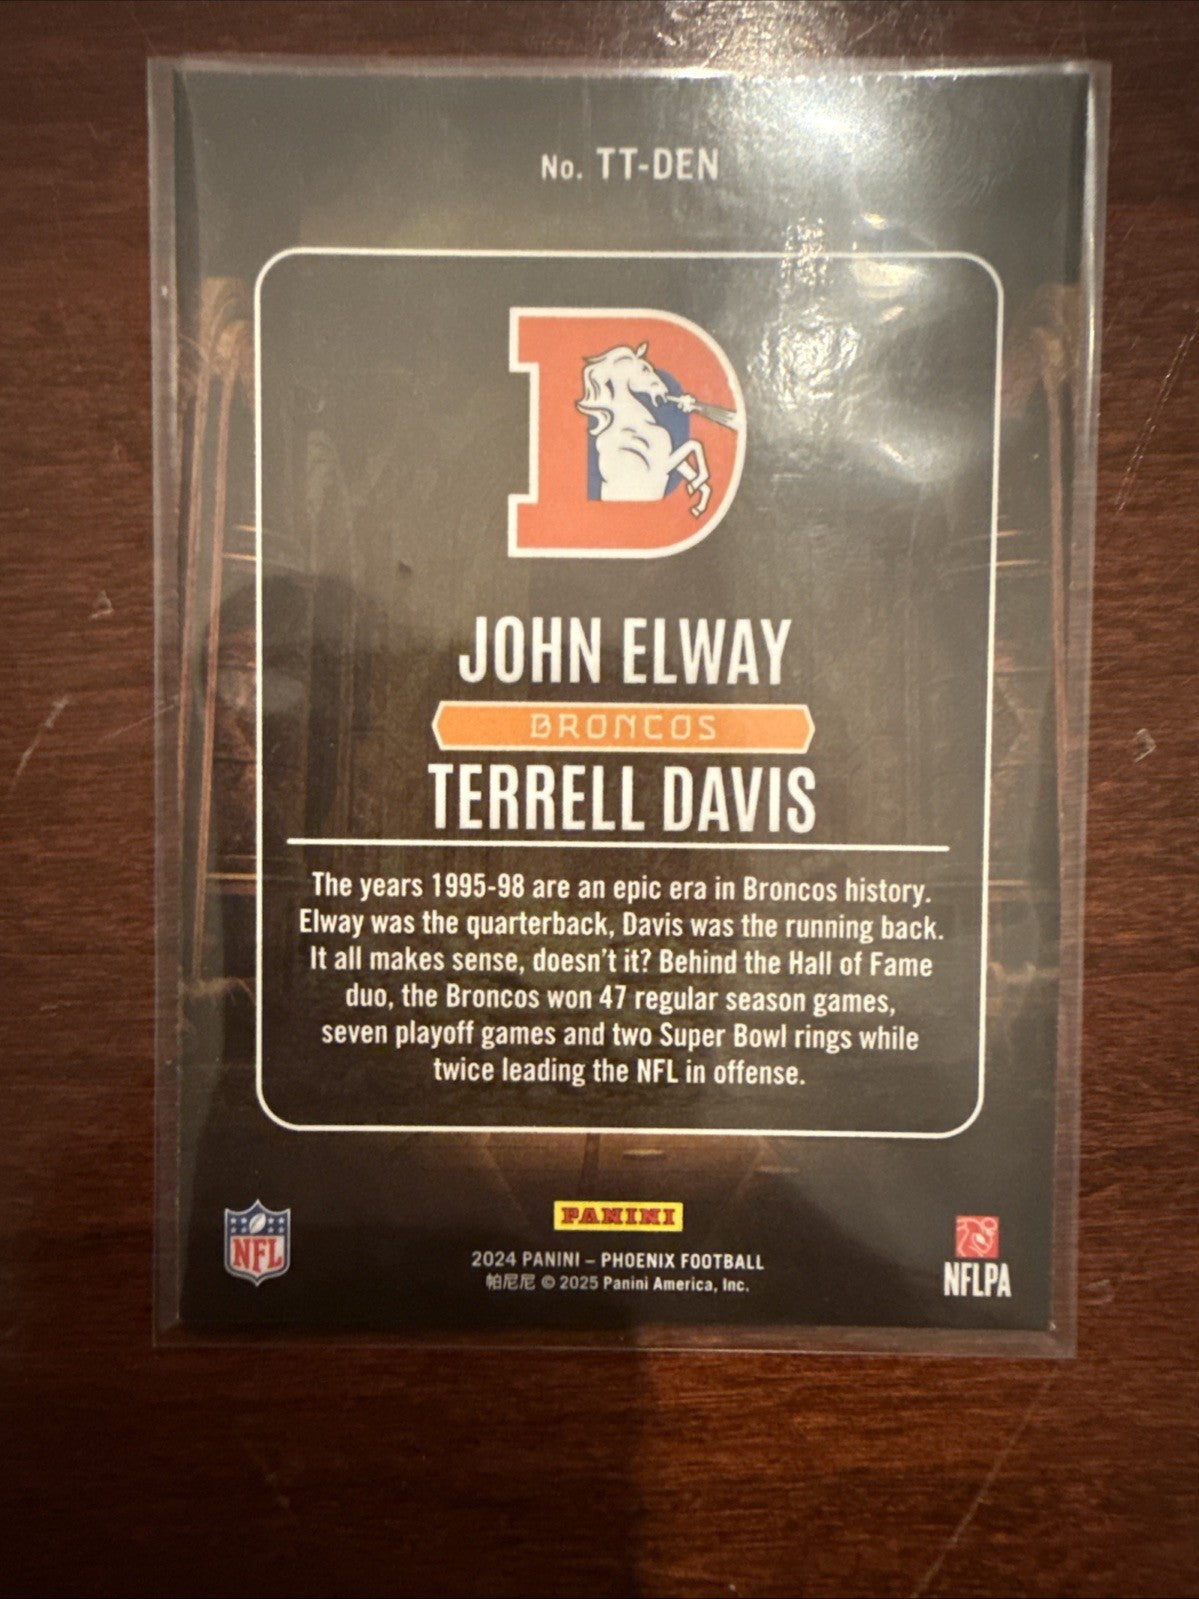 No. TT-DEN
JOHN ELWAY
BRONCOS
TERRELL DAVIS
The years 1995-98 are an epic era in Broncos history.
Elway was the quarterback, Davis was the running back.
It all makes sense, doesn't it? Behind the Hall of Fame
duo, the Broncos won 47 regular season games,
seven playoff games and two Super Bowl rings while
twice leading the NFL in offense.
NFL
PANINI
2024 PANINI – PHOENIX FOOTBALL
帕尼尼 © 2025 Panini America, Inc.
NFLPA